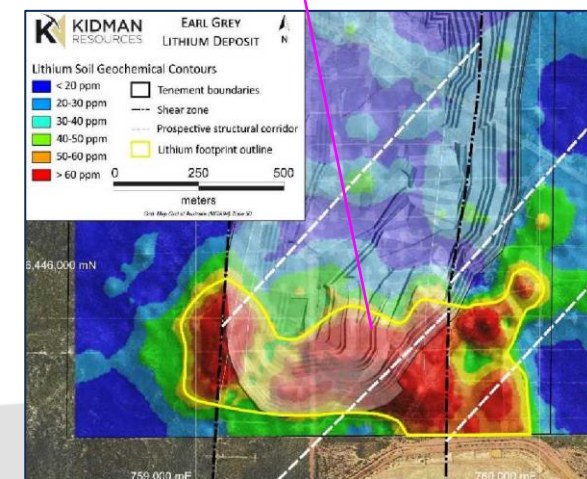 KIDMAN
RESOURCES
EARL GREY
LITHIUM DEPOSIT
N
Lithium Soil Geochemical Contours
< 20 ppm
20-30 ppm
30-40 ppm
40-50 ppm
50-60 ppm
> 60 ppm
Tenement boundaries
Shear zone
Prospective structural corridor
Lithium footprint outline
0 250 500
meters
6,446,000 mN
759,000 mE
760,000 mE